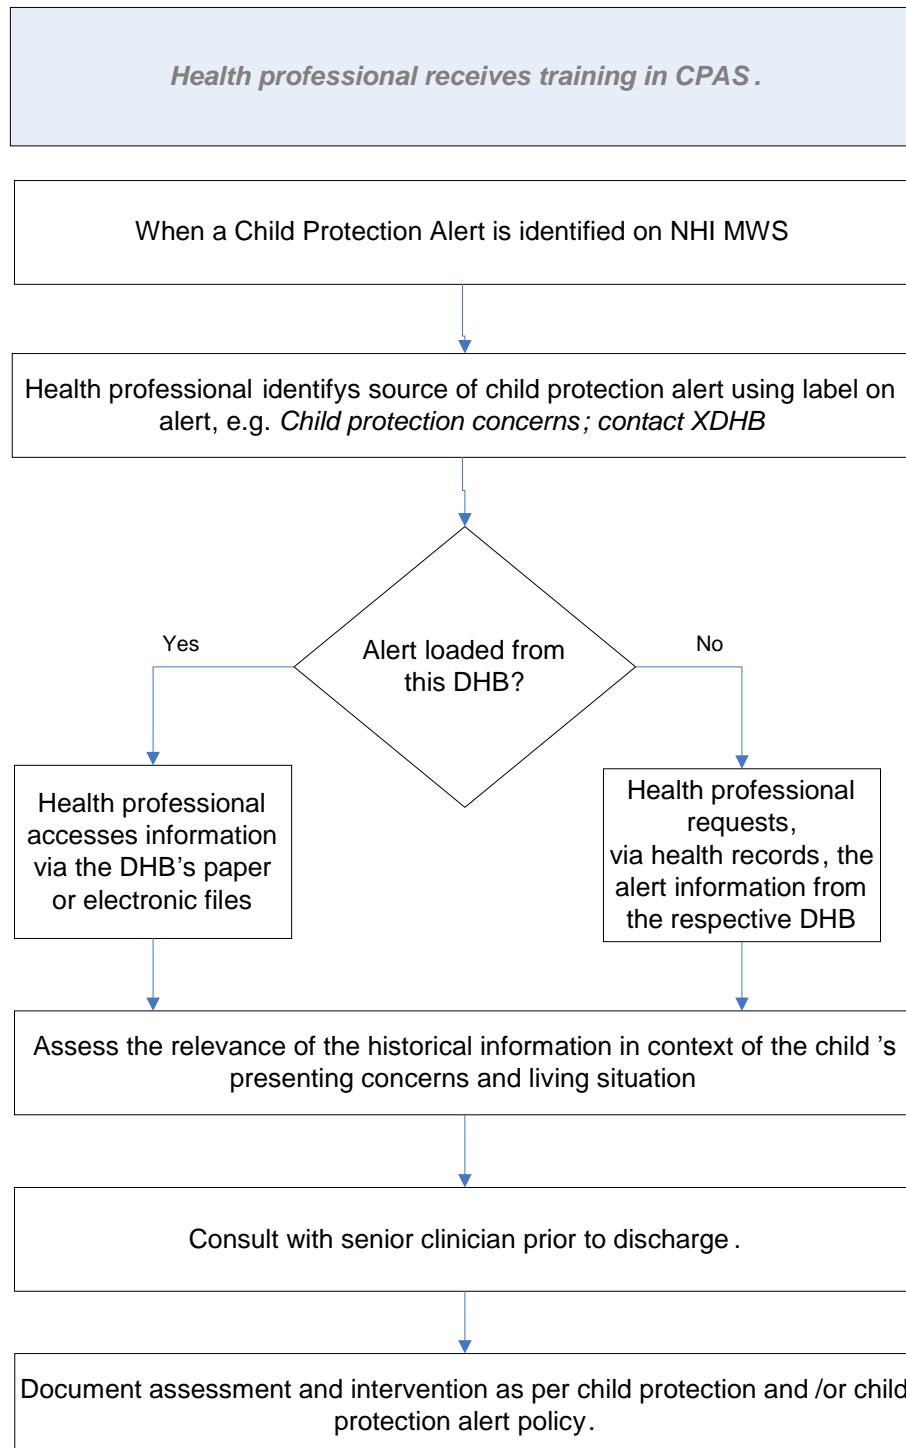 Health professional receives training in CPAS.
When a Child Protection Alert is identified on NHI MWS
Health professional identifys source of child protection alert using label on
alert, e.g. Child protection concerns; contact XDHB
Alert loaded from
this DHB?
Yes
No
Health professional
accesses information
via the DHB's paper
or electronic files
Health professional
requests,
via health records, the
alert information from
the respective DHB
Assess the relevance of the historical information in context of the child 's
presenting concerns and living situation
Consult with senior clinician prior to discharge .
Document assessment and intervention as per child protection and /or child
protection alert policy .